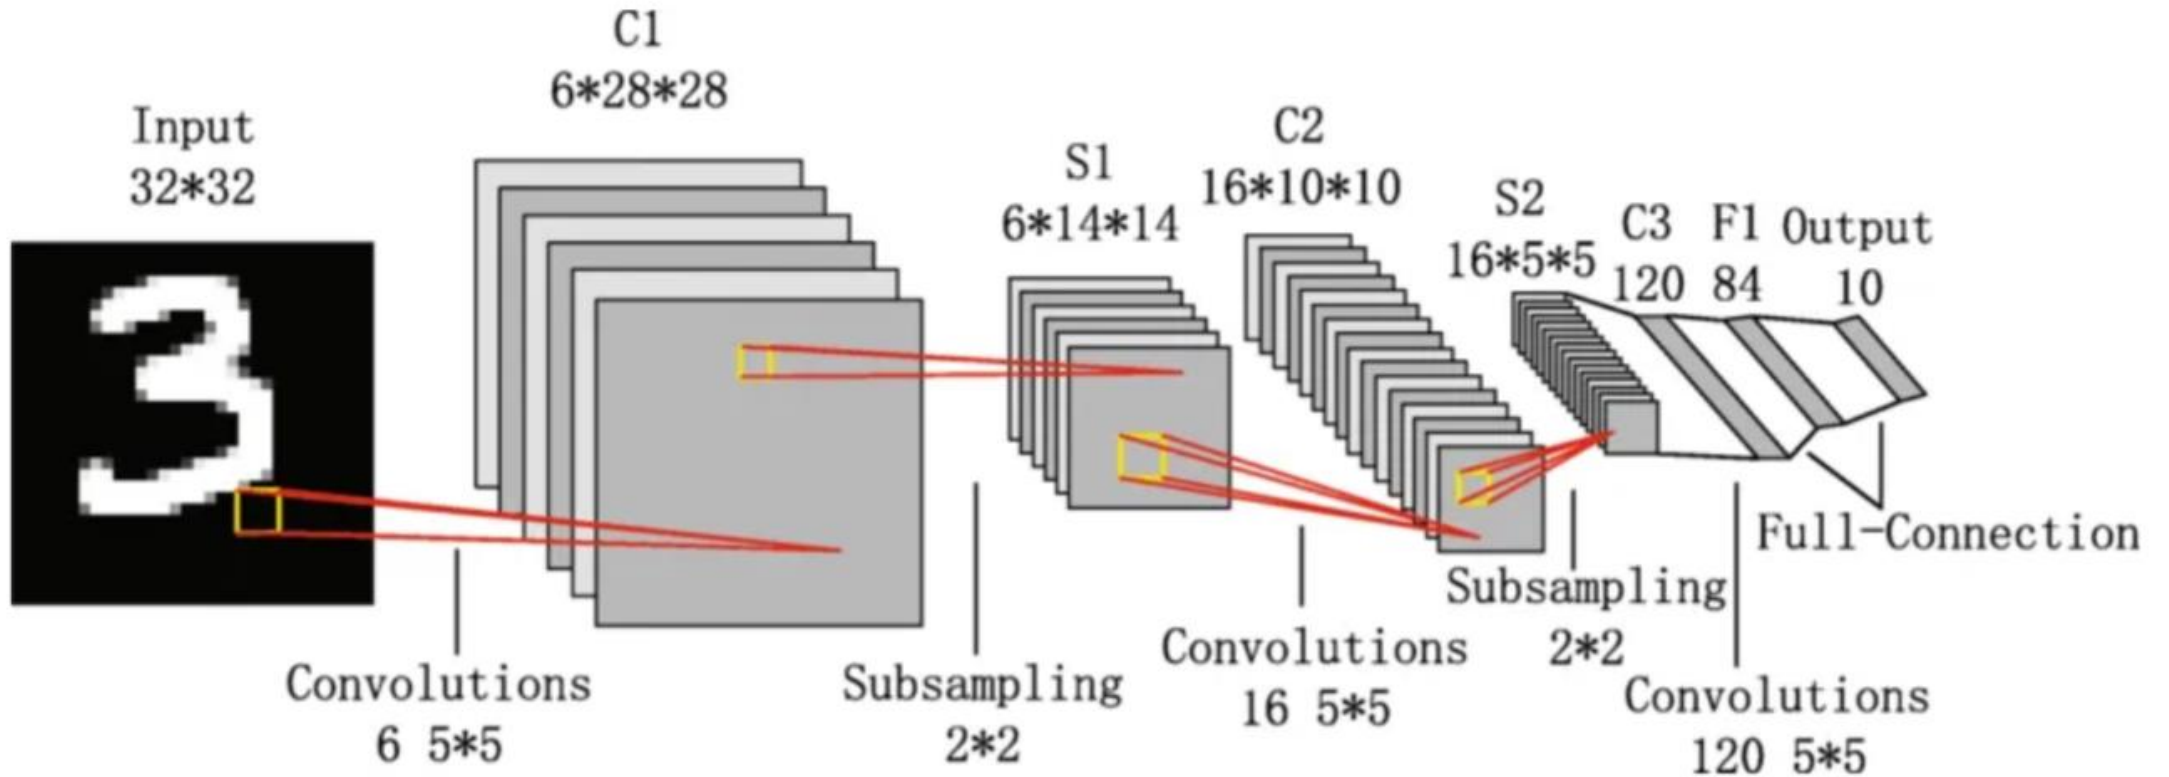 Input
32*32
C1
6*28*28
S1
6*14*14
C2
16*10*10
S2
16*5*5
C3
120
F1
84
Output
10
Convolutions
6 5*5
Subsampling
2*2
Convolutions
16 5*5
Subsampling
2*2
Convolutions
120 5*5
Full-Connection
3